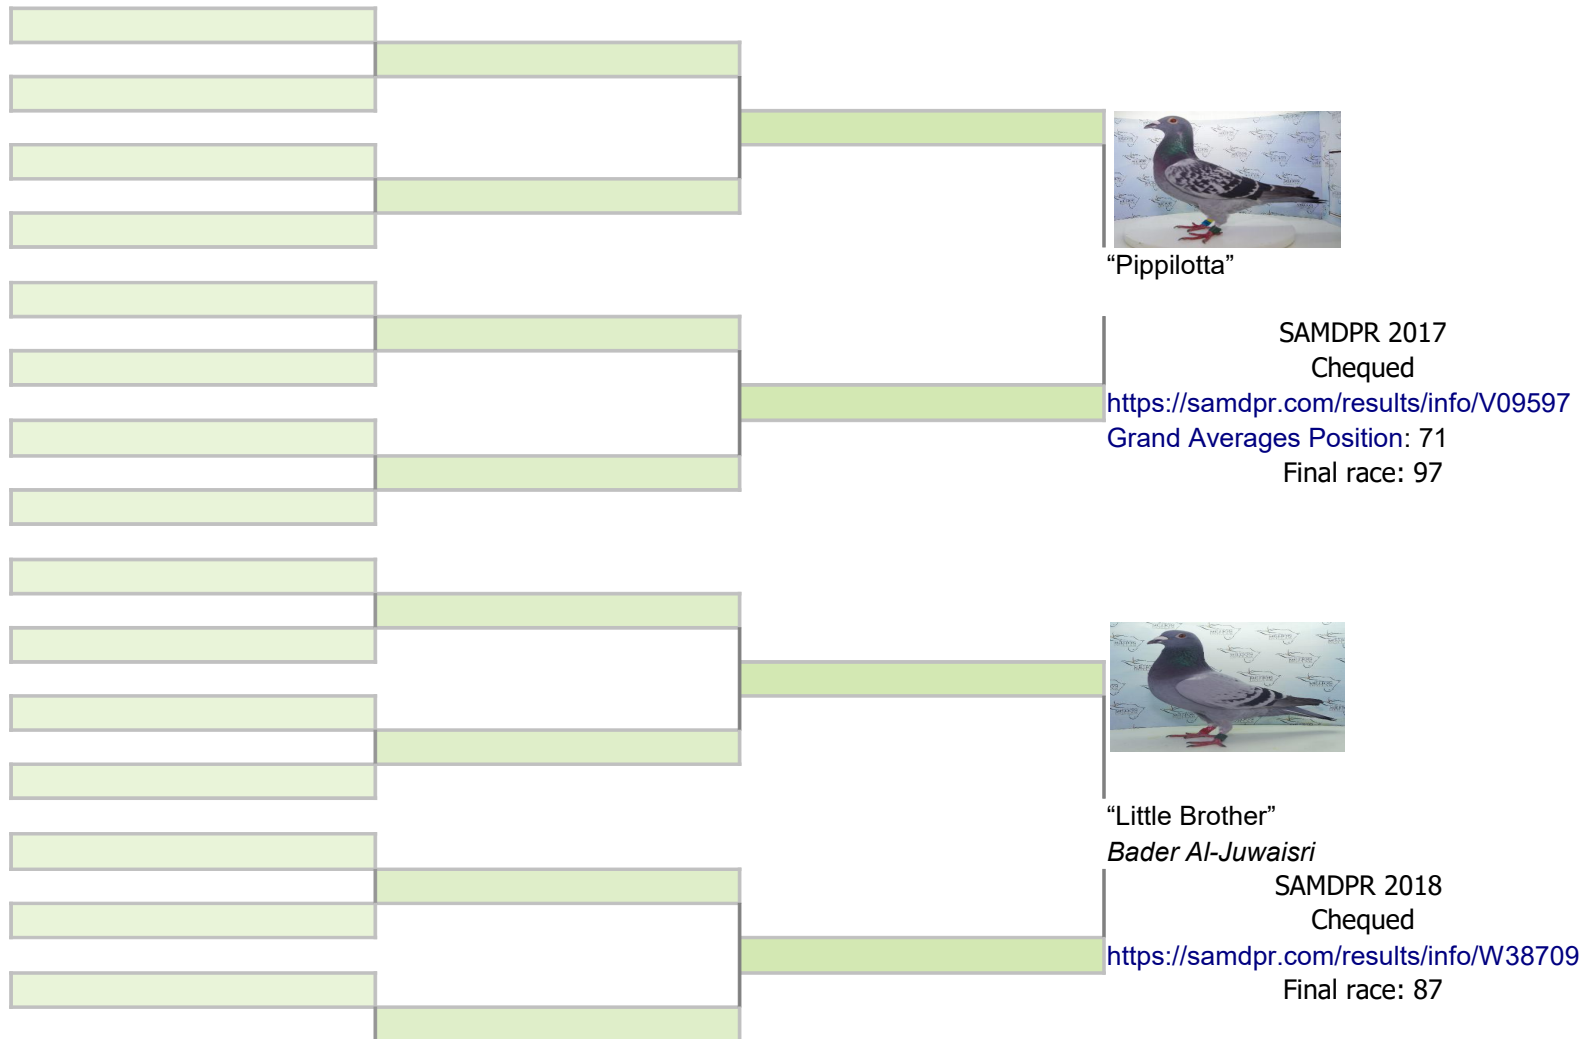 “Pippilotta”
SAMDPR 2017
Chequed
https://samdpr.com/results/info/V09597
Grand Averages Position: 71
Final race: 97
“Little Brother”
Bader Al-Juwaisri
SAMDPR 2018
Chequed
https://samdpr.com/results/info/W38709
Final race: 87